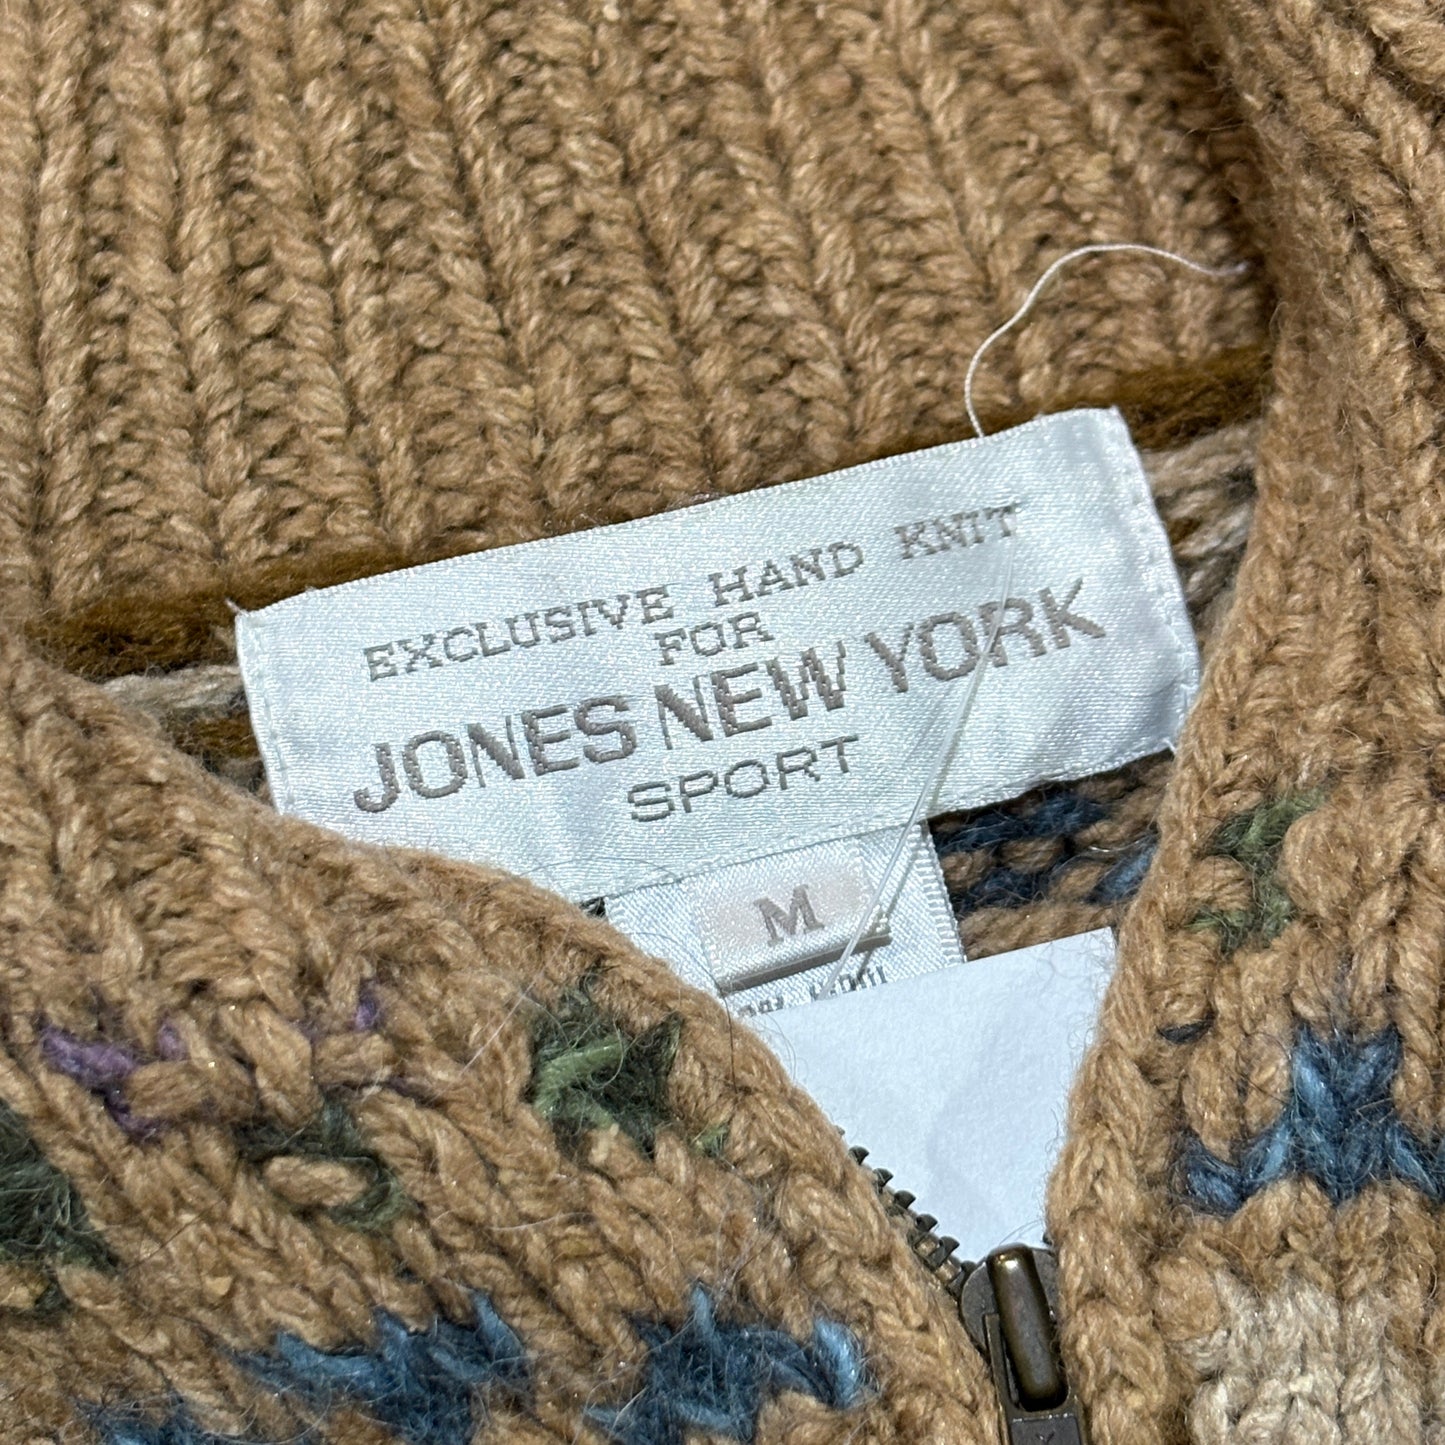 EXCLUSIVE HAND KNIT
FOR
JONES NEW YORK
SPORT
M